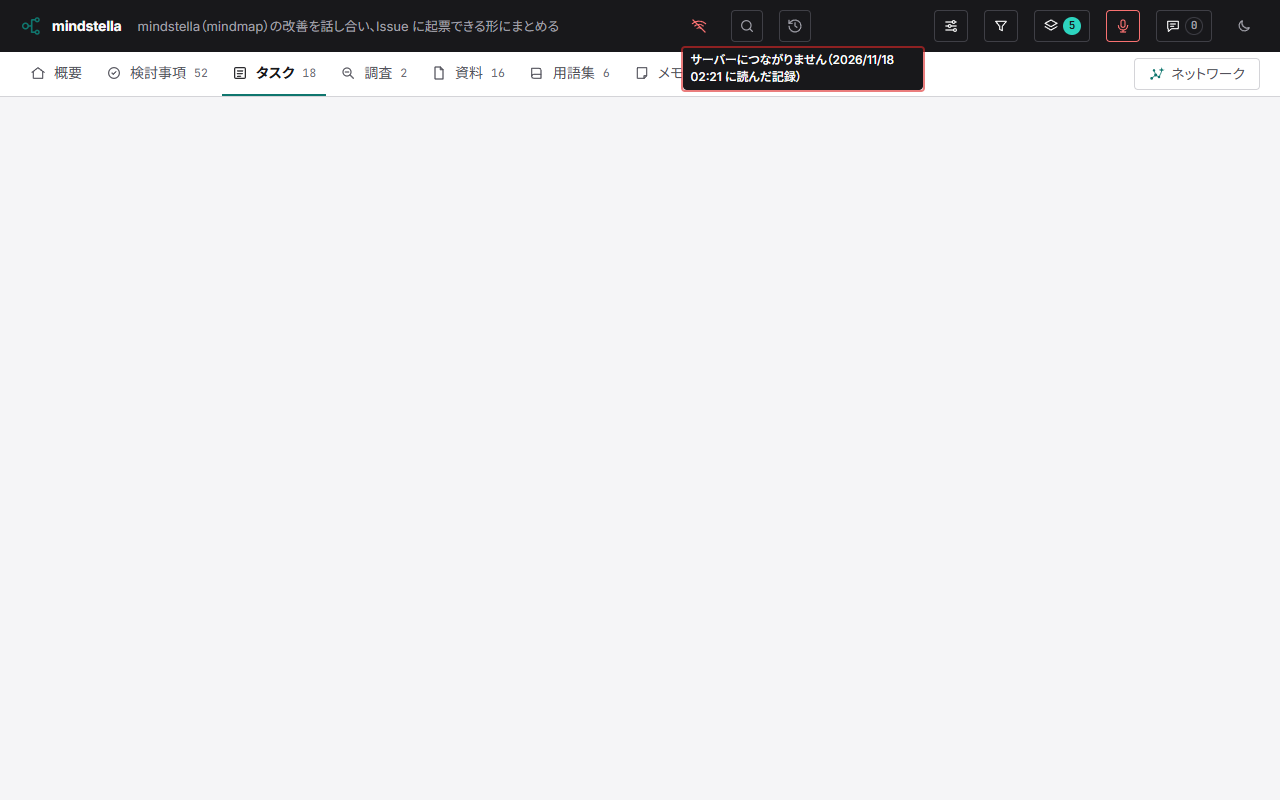 mindstella mindstella（mindmap）の改善を話し合い、Issue に起票できる形にまとめる 5 0
サーバーにつながりません（2026/11/18
02:21 に読んだ記録）
概要 検討事項 52 タスク 18 調査 2 資料 16 用語集 6 メモ ネットワーク